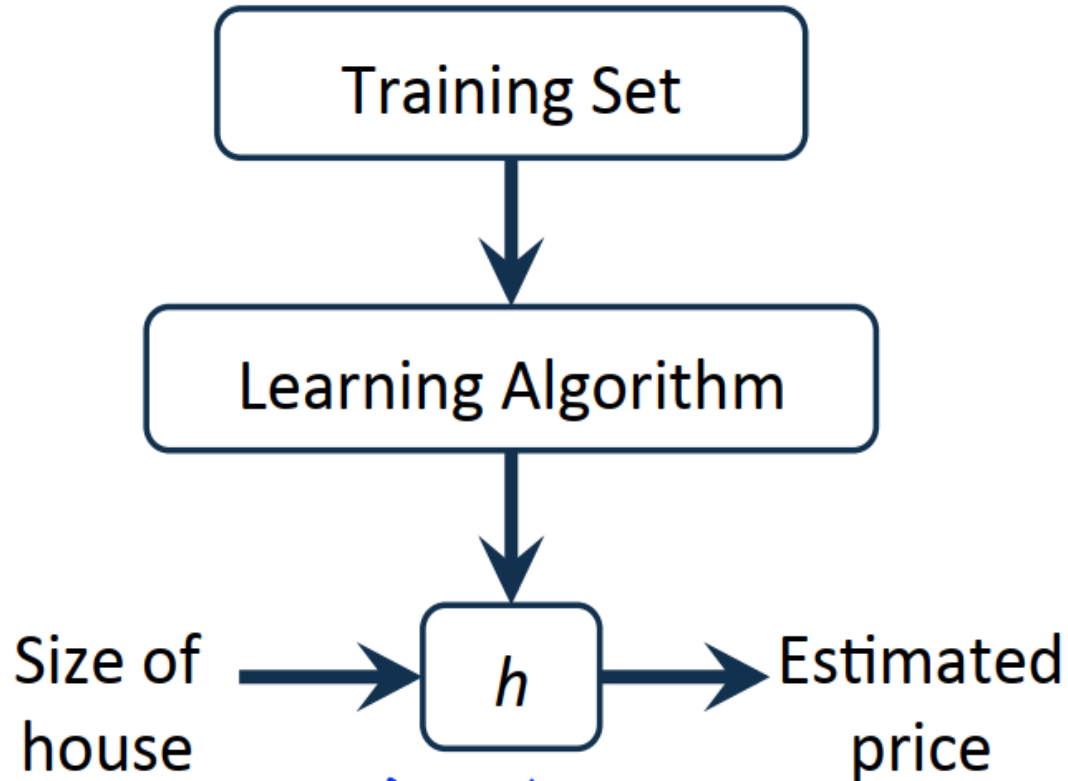 Training Set
Learning Algorithm
Size of
house
h
Estimated
price